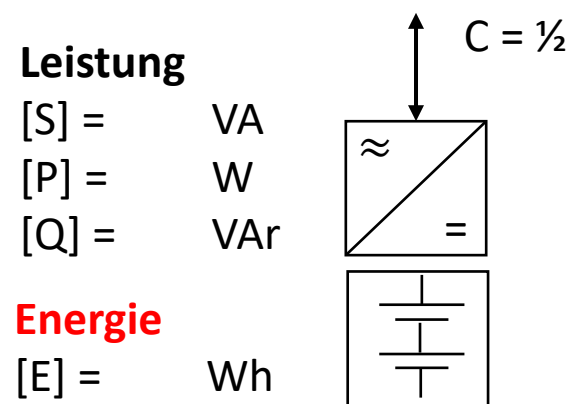 Leistung
[S] = VA
[P] = W
[Q] = VAr
Energie
[E] = Wh
C = ½
≈
=